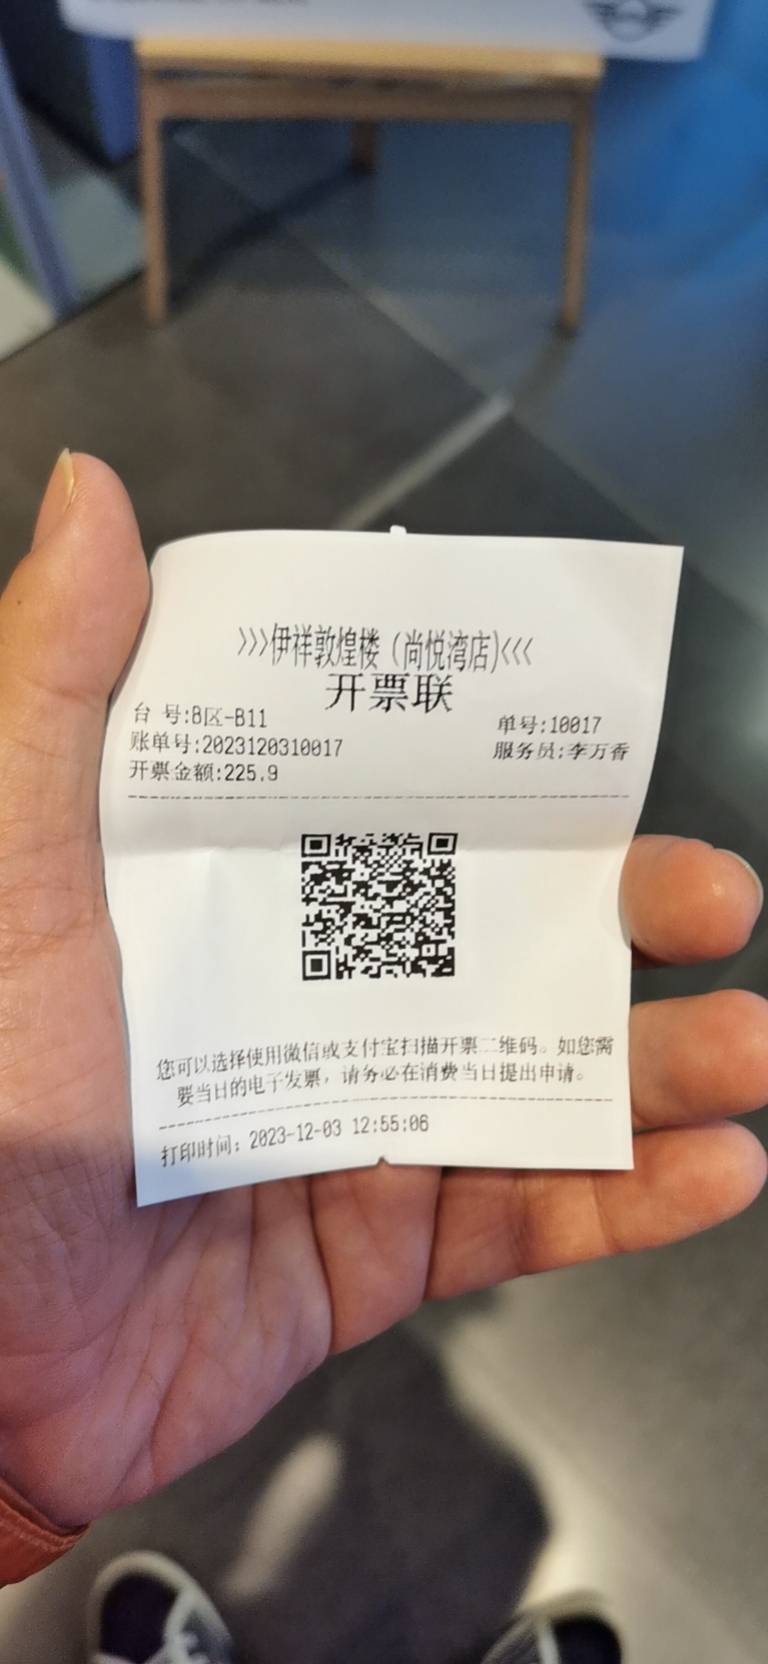 >>>伊祥敦煌楼（尚悦湾店）<<<
开票联
台 号:B区-B11
单号:10017
账单号:2023120310017
服务员:李万香
开票金额:225.9
您可以选择使用微信或支付宝扫描开票二维码。如您需
要当日的电子发票，请务必在消费当日提出申请。
打印时间：2023-12-03 12:55:06